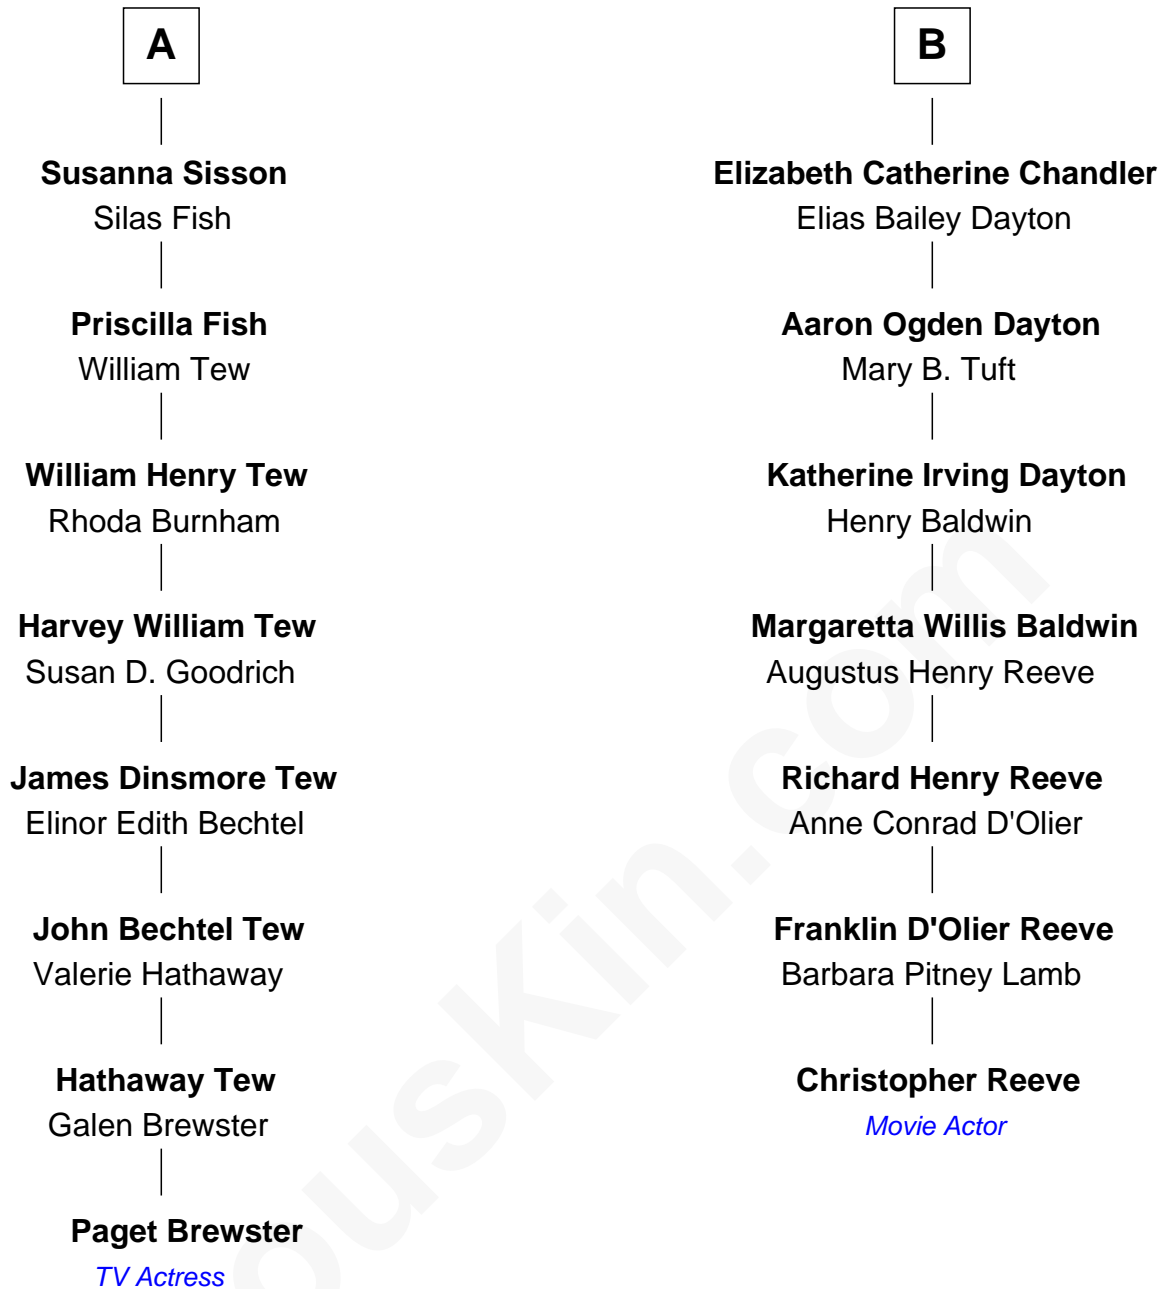 A
Susanna Sisson
Silas Fish
Priscilla Fish
William Tew
William Henry Tew
Rhoda Burnham
Harvey William Tew
Susan D. Goodrich
James Dinsmore Tew
Elinor Edith Bechtel
John Bechtel Tew
Valerie Hathaway
Hathaway Tew
Galen Brewster
Paget Brewster
TV Actress
B
Elizabeth Catherine Chandler
Elias Bailey Dayton
Aaron Ogden Dayton
Mary B. Tuft
Katherine Irving Dayton
Henry Baldwin
Margaretta Willis Baldwin
Augustus Henry Reeve
Richard Henry Reeve
Anne Conrad D'Olier
Franklin D'Olier Reeve
Barbara Pitney Lamb
Christopher Reeve
Movie Actor
ousKin.com